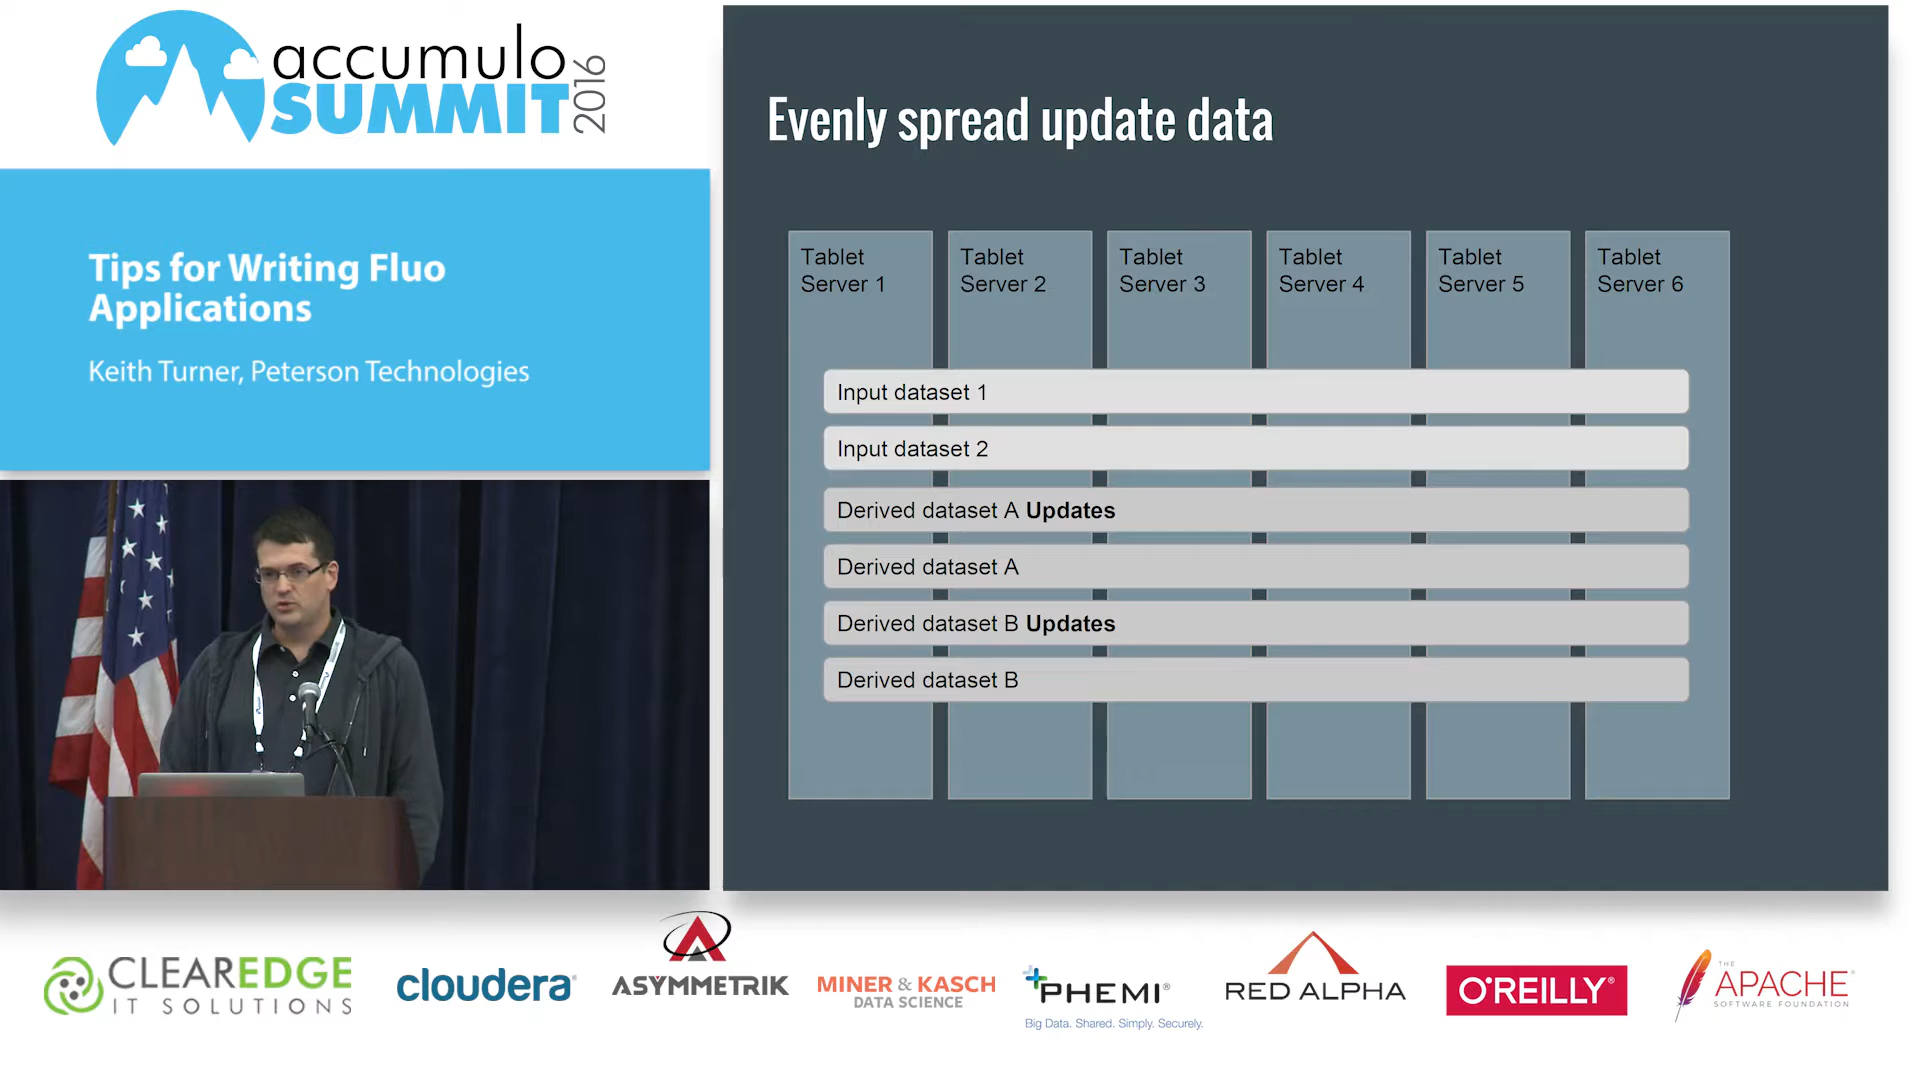 accumulo
SUMMIT
2016
Tips for Writing Fluo
Applications
Keith Turner, Peterson Technologies
Evenly spread update data
Tablet
Server 1
Tablet
Server 2
Tablet
Server 3
Tablet
Server 4
Tablet
Server 5
Tablet
Server 6
Input dataset 1
Input dataset 2
Derived dataset A Updates
Derived dataset A
Derived dataset B Updates
Derived dataset B
CLEAREDGE
IT SOLUTIONS
cloudera®
ASYMMETRIK
MINER & KASCH
DATA SCIENCE
PHEMI®
Big Data. Shared. Simply. Securely.
RED ALPHA
O'REILLY®
THE
APACHE®
SOFTWARE FOUNDATION